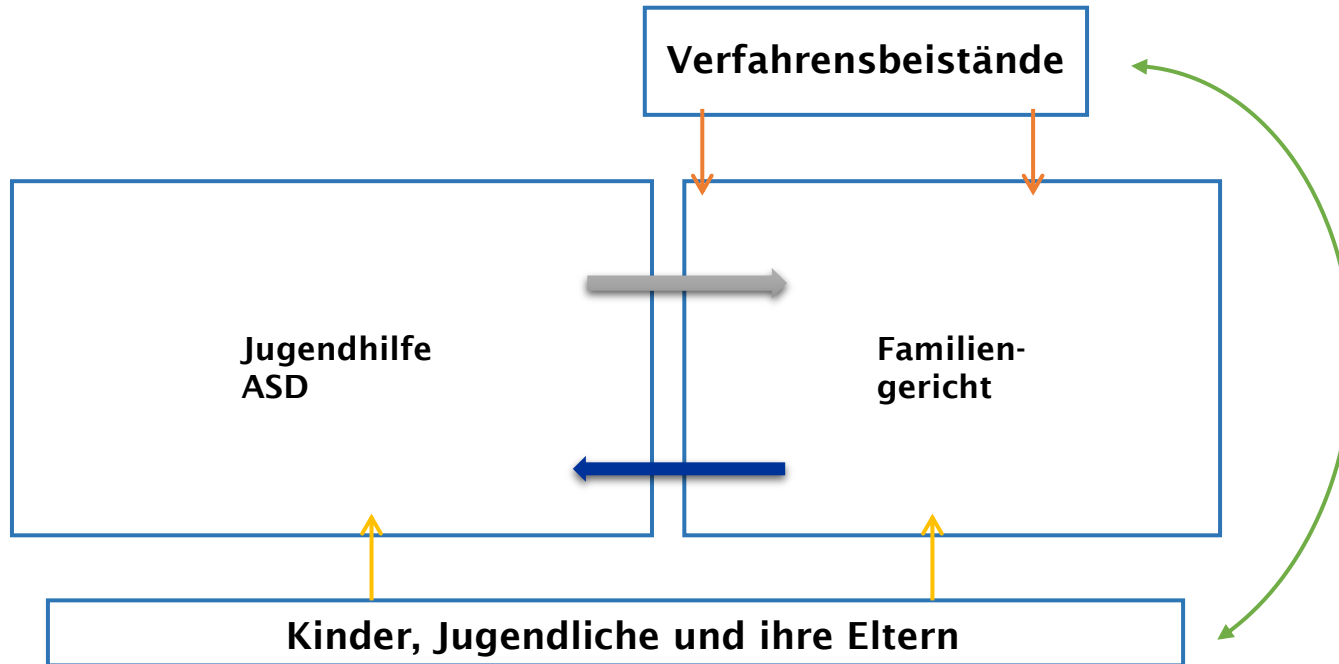 Verfahrensbeistände
Jugendhilfe
ASD
Familien-
gericht
Kinder, Jugendliche und ihre Eltern